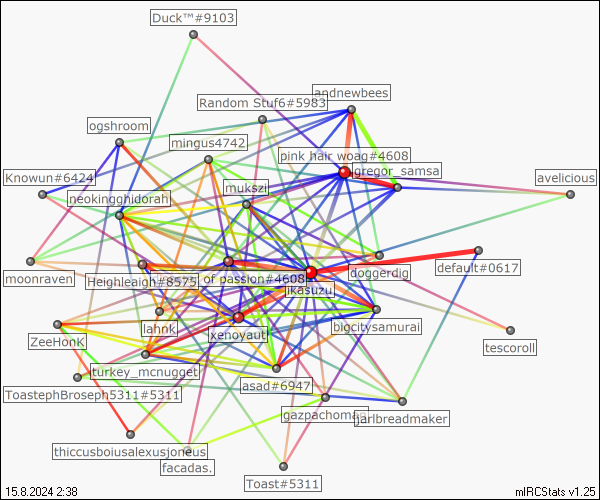 Duck™#9103
andnewbees
Random Stuf6#5983
ogshroom
mingus4742
pink hair woag#4608
gregor_samsa
Knowun#6424
mukszi
avelicious
neokingghidorah
moonraven
Heighleaigh#8575
of passion#4608
doggerdig
default#0617
jikasuzu
lahnk
xenoyaut
bigcitysamurai
ZeeHonk
tescoroll
turkey_mcnugget
asad#6947
ToastephBroseph5311#5311
gazpachoman
jarlbreadmaker
thiccusboiusalexusjoneus
facadas.
Toast#5311
15.8.2024 2:38
mIRCStats v1.25